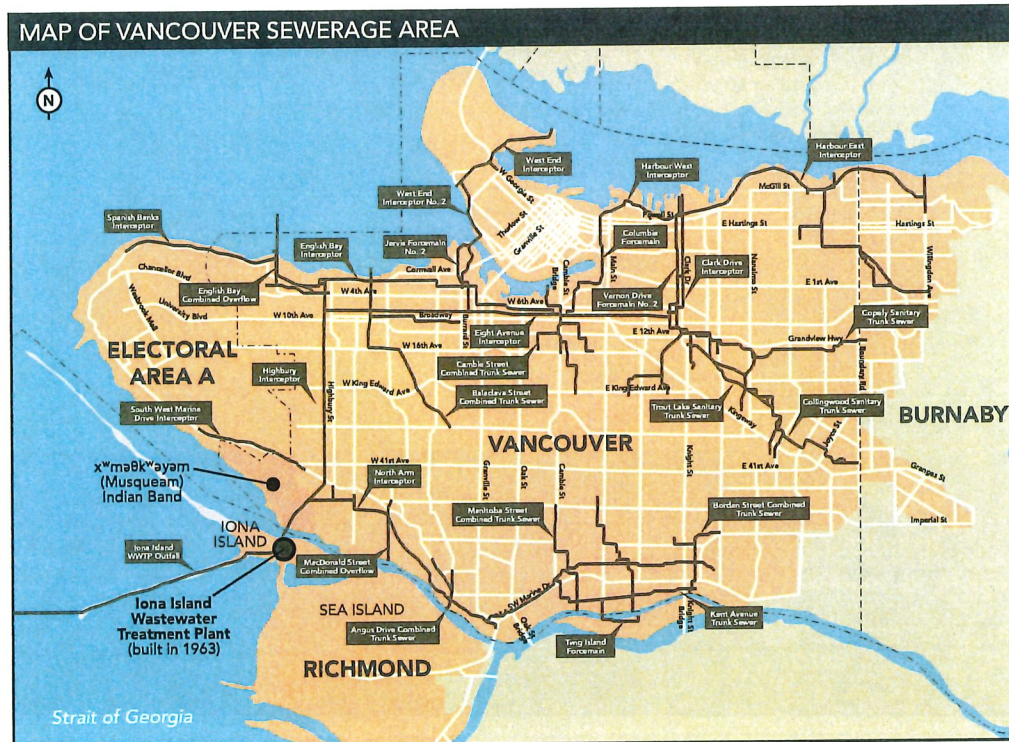 MAP OF VANCOUVER SEWERAGE AREA
N
West End
Interceptor
Harbour West
Interceptor
Harbour East
Interceptor
W Georgia St
McGill St
West End
Interceptor No. 2
Powell St
Spanish Banks
Interceptor
Thurlow St
Granville St
E Hastings St
Hastings St
English Bay
Interceptor
Jervis Forcemain
No. 2
Columbia
Forcemain
Clark Drive
Interceptor
Willingdon Ave
Chancellor Blvd
Cornwall Ave
Cambie St
Bridge
Main St
Clark Dr
Nanaimo St
English Bay
Combined Overflow
W 4th Ave
W 6th Ave
Vernon Drive
Forcemain No. 2
E 1st Ave
University Blvd
Wesbrook Mall
W 10th Ave
Broadway
Burrard St
Eight Avenue
Interceptor
E 12th Ave
Copely Sanitary
Trunk Sewer
Grandview Hwy
ELECTORAL
AREA A
W 16th Ave
Cambie Street
Combined Trunk Sewer
Boundary Rd
Highbury
Interceptor
Highbury St
W King Edward Ave
Balaclava Street
Combined Trunk Sewer
E King Edward Ave
Trout Lake Sanitary
Trunk Sewer
Kingsway
Collingwood Sanitary
Trunk Sewer
South West Marine
Drive Interceptor
VANCOUVER
Joyce St
BURNABY
W 41st Ave
E 41st Ave
North Arm
Interceptor
Granville St
Oak St
Cambie St
Knight St
Grange St
xʷməθkʷəy̓əm
(Musqueam)
Indian Band
Manitoba Street
Combined Trunk Sewer
Borden Street Combined
Trunk Sewer
Imperial St
IONA
ISLAND
Iona Island
WWTP Outfall
MacDonald Street
Combined Overflow
SW Marine Dr
Iona Island
Wastewater
Treatment Plant
(built in 1963)
SEA ISLAND
Angus Drive Combined
Trunk Sewer
Oak St
Bridge
Knight St
Bridge
Kent Avenue
Trunk Sewer
Twig Island
Forcemain
RICHMOND
Strait of Georgia